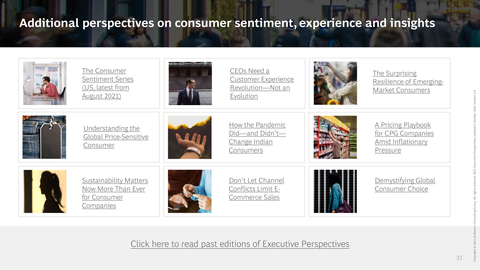 Additional perspectives on consumer sentiment, experience and insights
The Consumer
Sentiment Series
(US, latest from
August 2021)
CEOs Need a
Customer Experience
Revolution—Not an
Evolution
The Surprising
Resilience of Emerging-
Market Consumers
Understanding the
Global Price-Sensitive
Consumer
How the Pandemic
Did—and Didn't—
Change Indian
Consumers
A Pricing Playbook
for CPG Companies
Amid Inflationary
Pressure
Sustainability Matters
Now More Than Ever
for Consumer
Companies
Don't Let Channel
Conflicts Limit E-
Commerce Sales
Demystifying Global
Consumer Choice
Click here to read past editions of Executive Perspectives
31